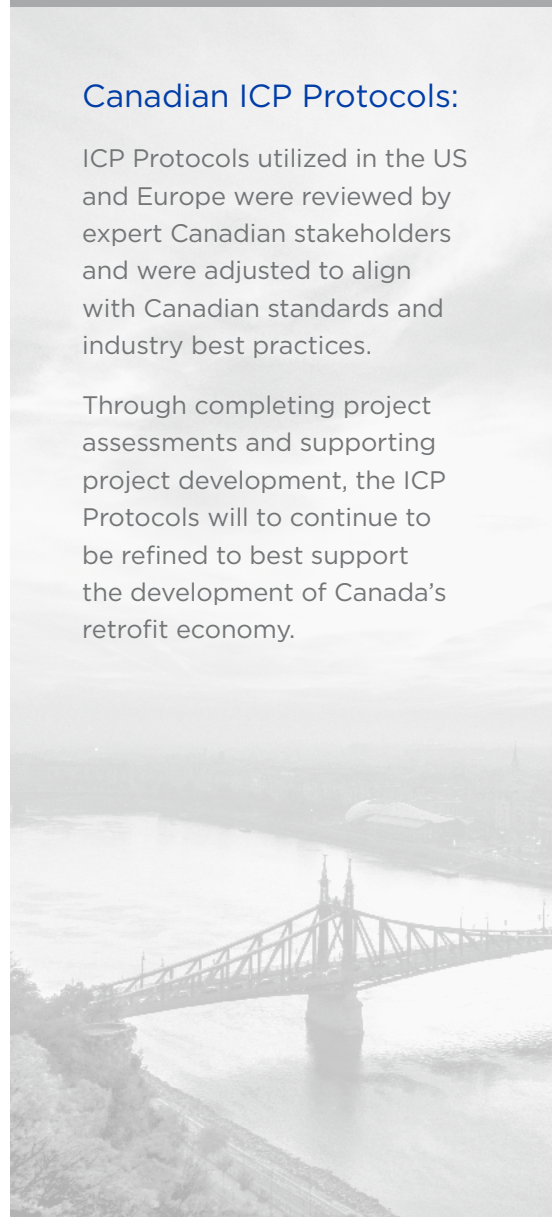 Canadian ICP Protocols:
ICP Protocols utilized in the US
and Europe were reviewed by
expert Canadian stakeholders
and were adjusted to align
with Canadian standards and
industry best practices.
Through completing project
assessments and supporting
project development, the ICP
Protocols will to continue to
be refined to best support
the development of Canada’s
retrofit economy.